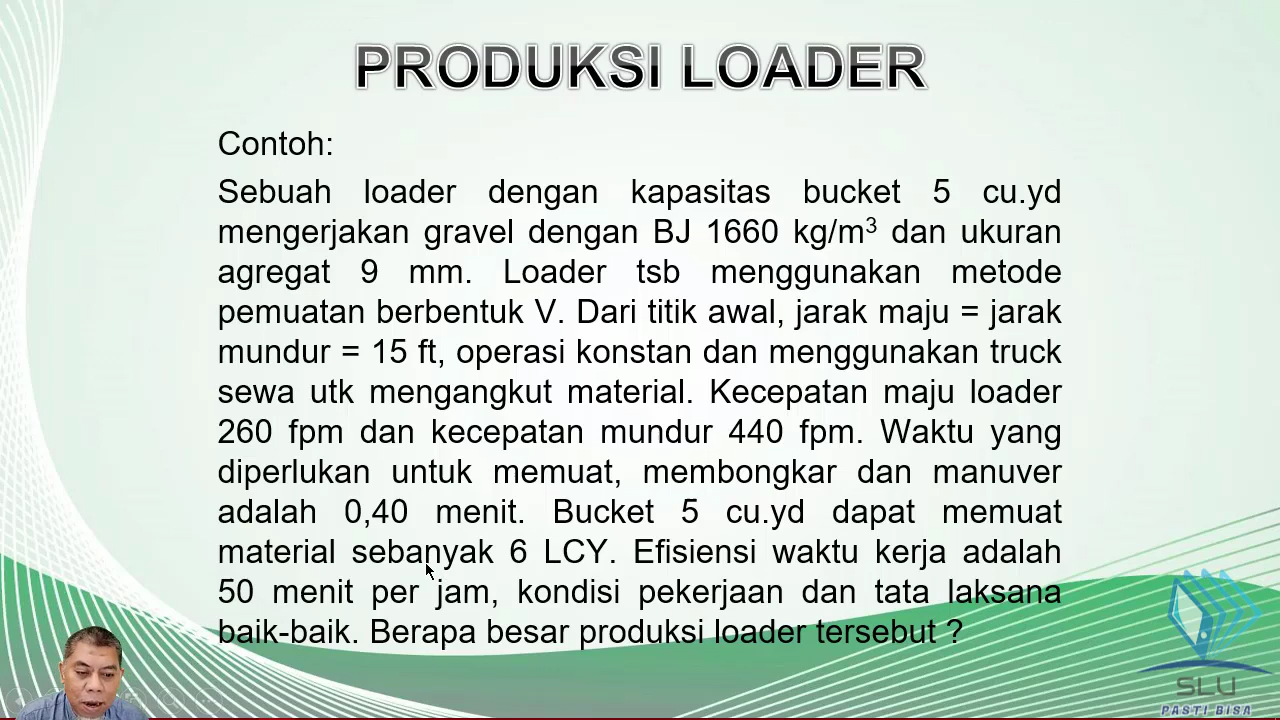 PRODUKSI LOADER
Contoh:
Sebuah loader dengan kapasitas bucket 5 cu.yd
mengerjakan gravel dengan BJ 1660 kg/m³ dan ukuran
agregat 9 mm. Loader tsb menggunakan metode
pemuatan berbentuk V. Dari titik awal, jarak maju = jarak
mundur = 15 ft, operasi konstan dan menggunakan truck
sewa utk mengangkut material. Kecepatan maju loader
260 fpm dan kecepatan mundur 440 fpm. Waktu yang
diperlukan untuk memuat, membongkar dan manuver
adalah 0,40 menit. Bucket 5 cu.yd dapat memuat
material sebanyak 6 LCY. Efisiensi waktu kerja adalah
50 menit per jam, kondisi pekerjaan dan tata laksana
baik-baik. Berapa besar produksi loader tersebut ?
SLU
PASTI BISA